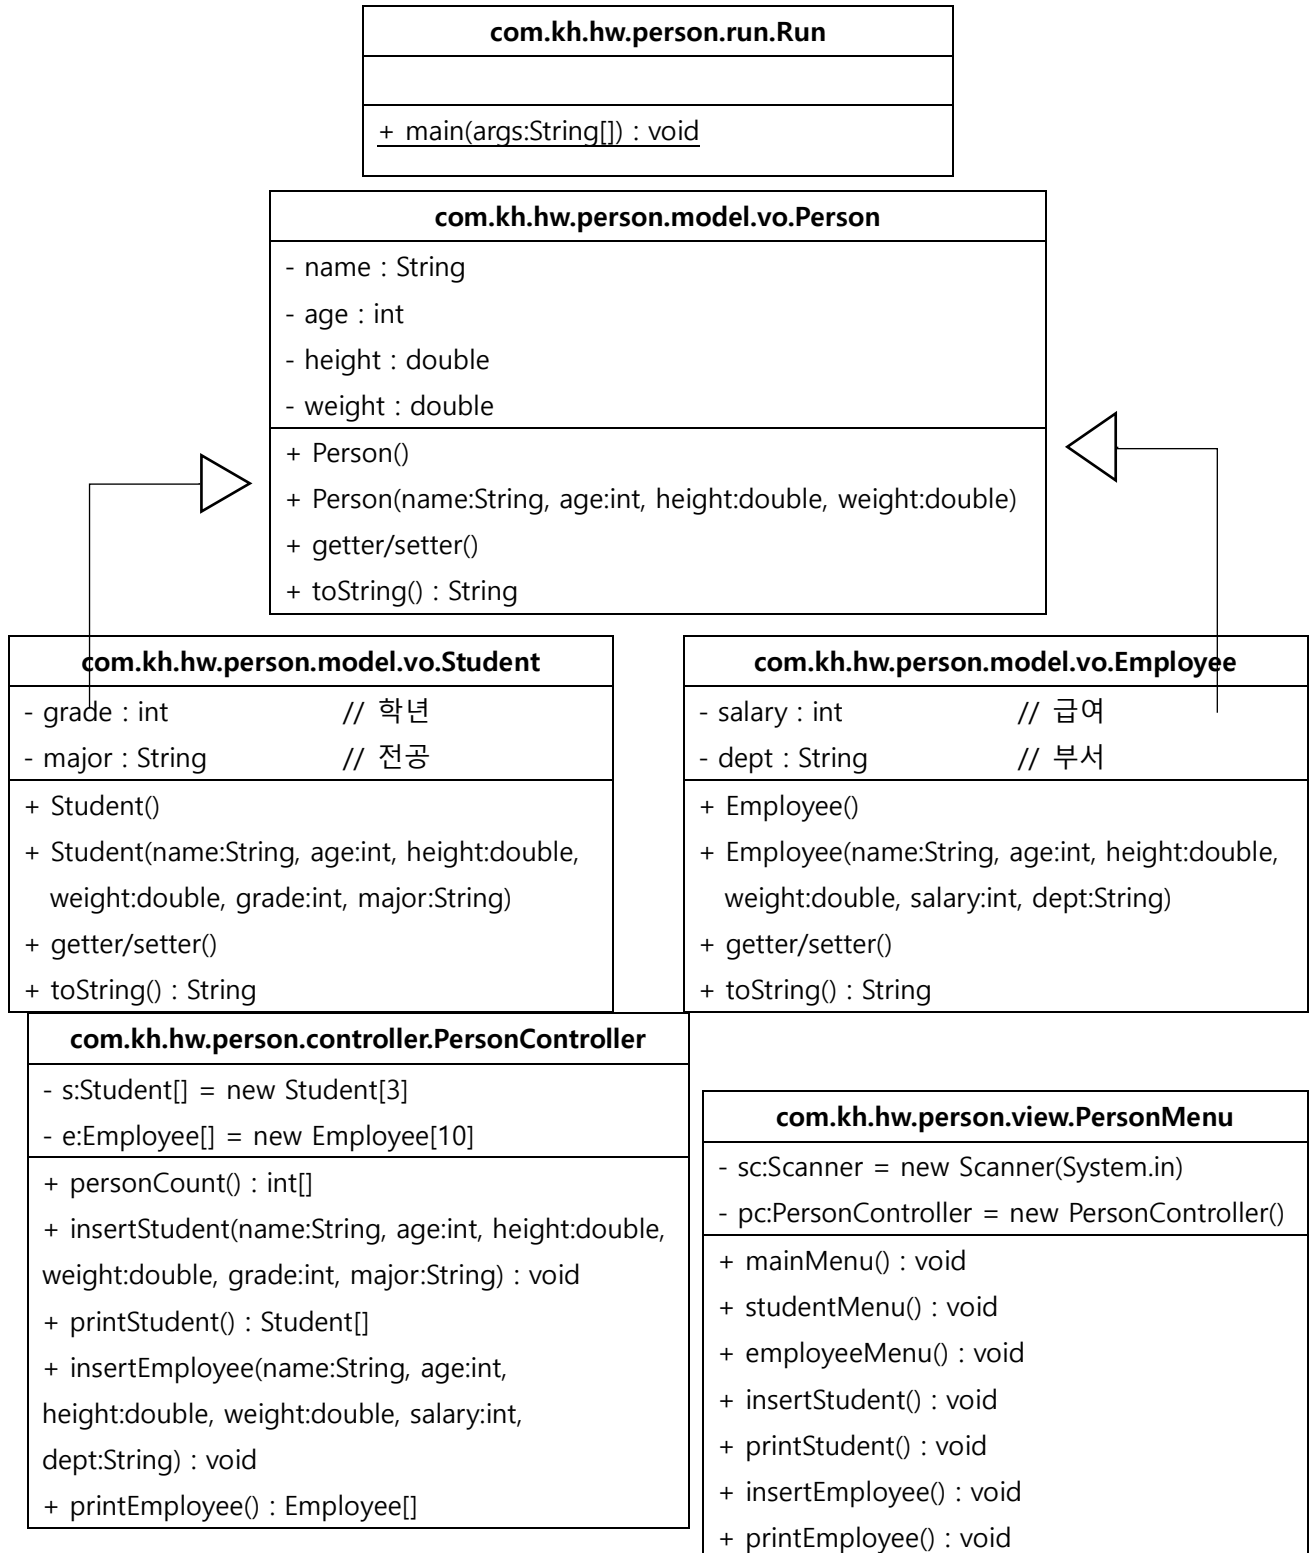 com.kh.hw.person.run.Run
+ main(args:String[]) : void
com.kh.hw.person.model.vo.Person
- name : String
- age : int
- height : double
- weight : double
+ Person()
+ Person(name:String, age:int, height:double, weight:double)
+ getter/setter()
+ toString() : String
com.kh.hw.person.model.vo.Student
- grade : int // 학년
- major : String // 전공
+ Student()
+ Student(name:String, age:int, height:double,
weight:double, grade:int, major:String)
+ getter/setter()
+ toString() : String
com.kh.hw.person.model.vo.Employee
- salary : int // 급여
- dept : String // 부서
+ Employee()
+ Employee(name:String, age:int, height:double,
weight:double, salary:int, dept:String)
+ getter/setter()
+ toString() : String
com.kh.hw.person.controller.PersonController
- s:Student[] = new Student[3]
- e:Employee[] = new Employee[10]
+ personCount() : int[]
+ insertStudent(name:String, age:int, height:double,
weight:double, grade:int, major:String) : void
+ printStudent() : Student[]
+ insertEmployee(name:String, age:int,
height:double, weight:double, salary:int,
dept:String) : void
+ printEmployee() : Employee[]
com.kh.hw.person.view.PersonMenu
- sc:Scanner = new Scanner(System.in)
- pc:PersonController = new PersonController()
+ mainMenu() : void
+ studentMenu() : void
+ employeeMenu() : void
+ insertStudent() : void
+ printStudent() : void
+ insertEmployee() : void
+ printEmployee() : void